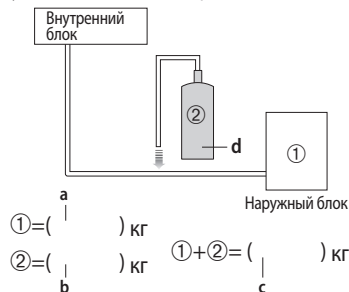 Внутренний
блок
②
d
①
Наружный блок
a
①=( ) кг
②=( ) кг
b
①+②= ( ) кг
c